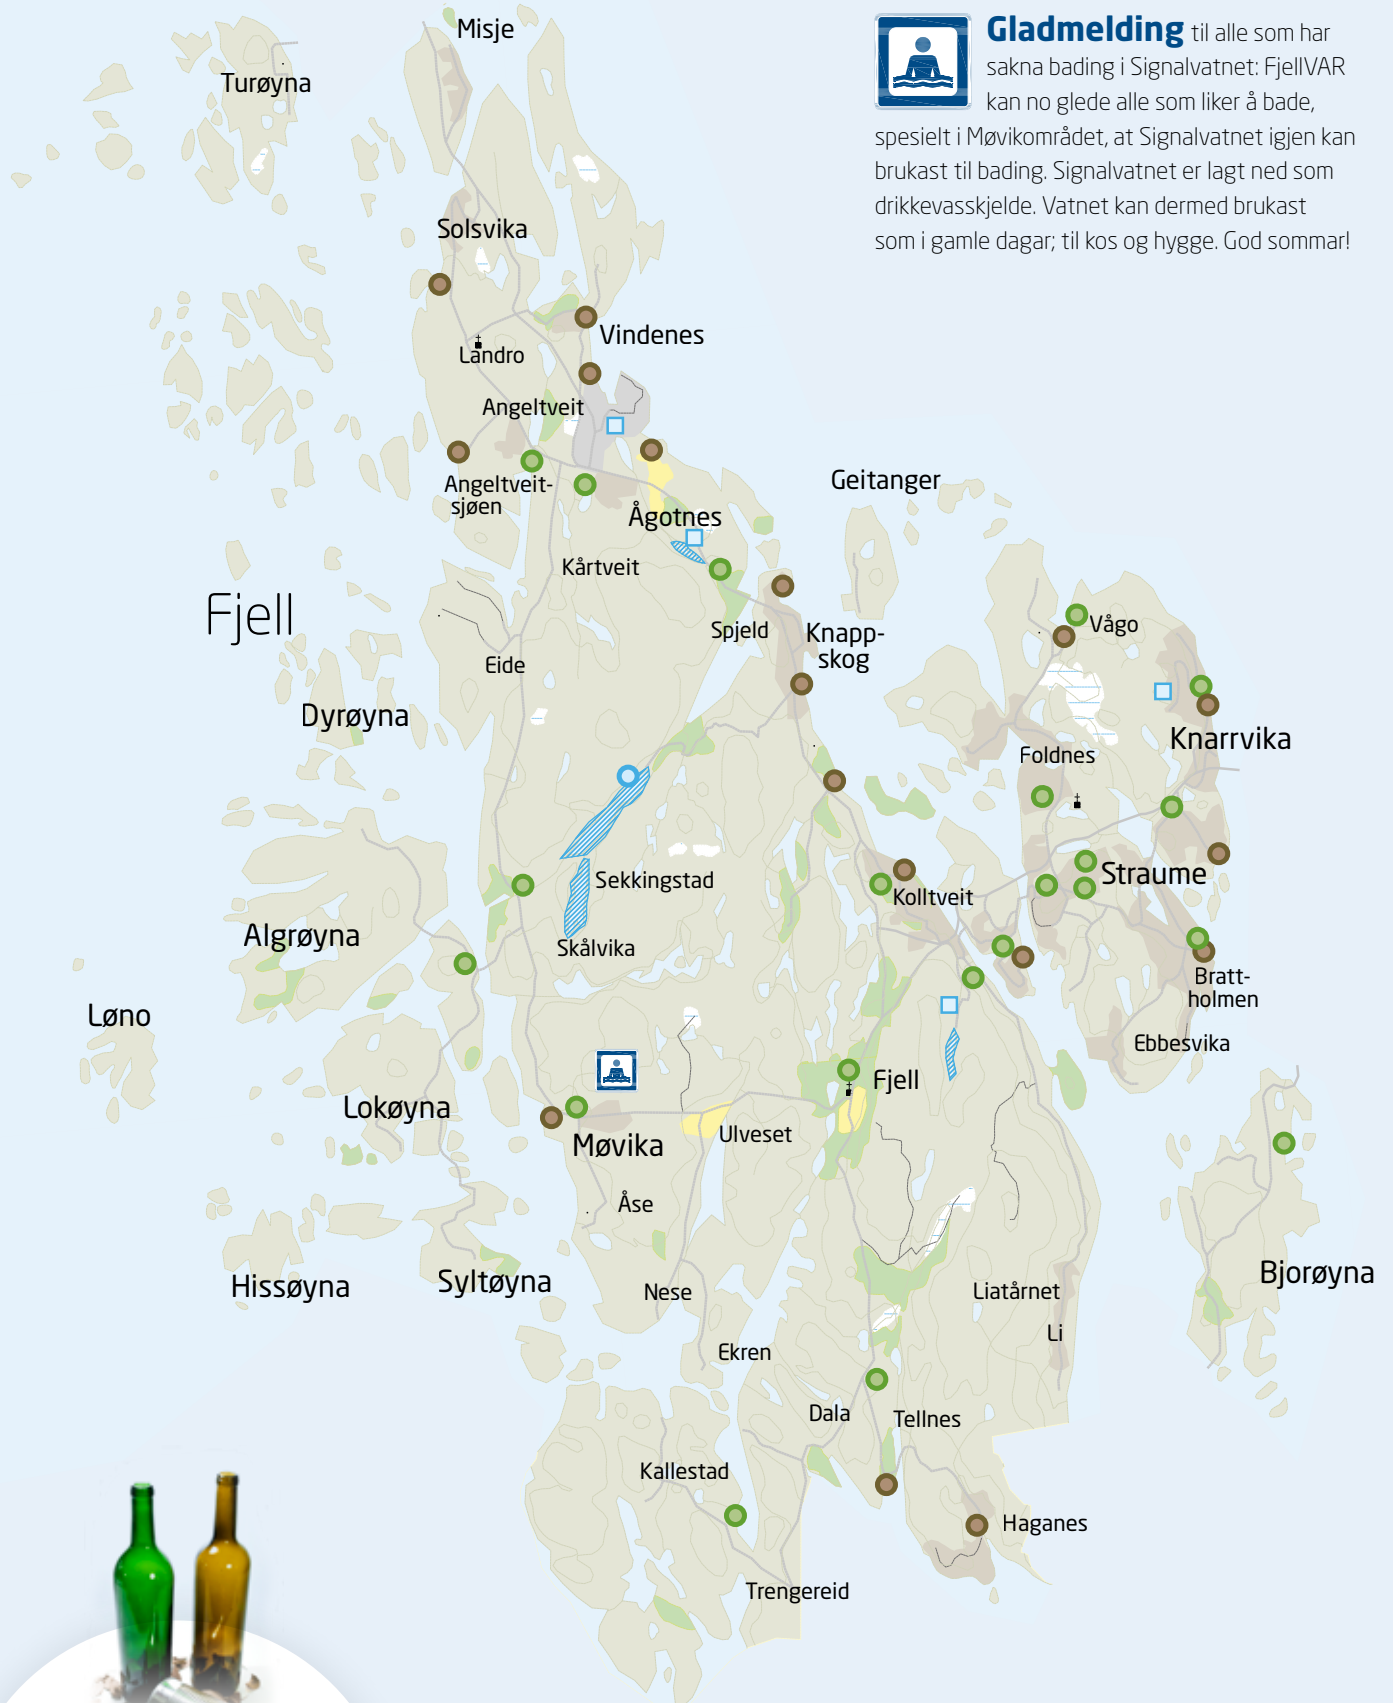 Gladmelding til alle som har
sakna bading i Signalvatnet: FjellVAR
kan no glede alle som liker å bade,
spesielt i Møvikområdet, at Signalvatnet igjen kan
brukast til bading. Signalvatnet er lagt ned som
drikkevasskjelde. Vatnet kan dermed brukast
som i gamle dagar; til kos og hygge. God sommar!
Misje
Turøyna
Solsvika
Vindenes
Landro
Angeltveit
Geitanger
Angeltveit-
sjøen
Ågotnes
Kårtveit
Fjell
Spjeld
Knapp-
skog
Vågo
Eide
Dyrøyna
Knarrvika
Foldnes
Straume
Sekkingstad
Kolltveit
Algrøyna
Skålvika
Bratt-
holmen
Løno
Ebbesvika
Fjell
Lokøyna
Ulveset
Møvika
Åse
Bjorøyna
Syltøyna
Hissøyna
Nese
Liatårnet
Li
Ekren
Dala
Tellnes
Kallestad
Haganes
Trengereid